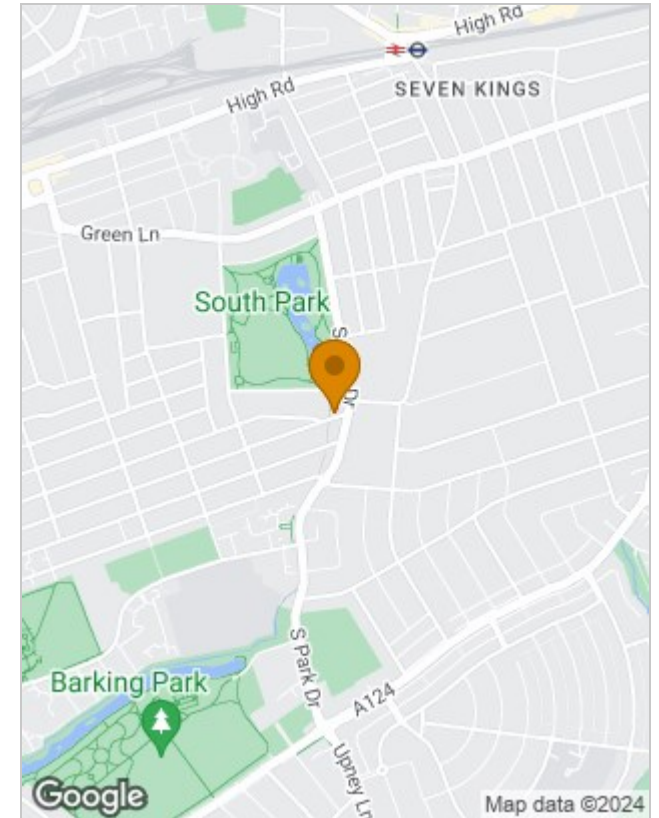 High Rd
High Rd
SEVEN KINGS
Green Ln
South Park
S
Dr
S Park Dr
Barking Park
A124
Upney Ln
Google
Map data ©2024